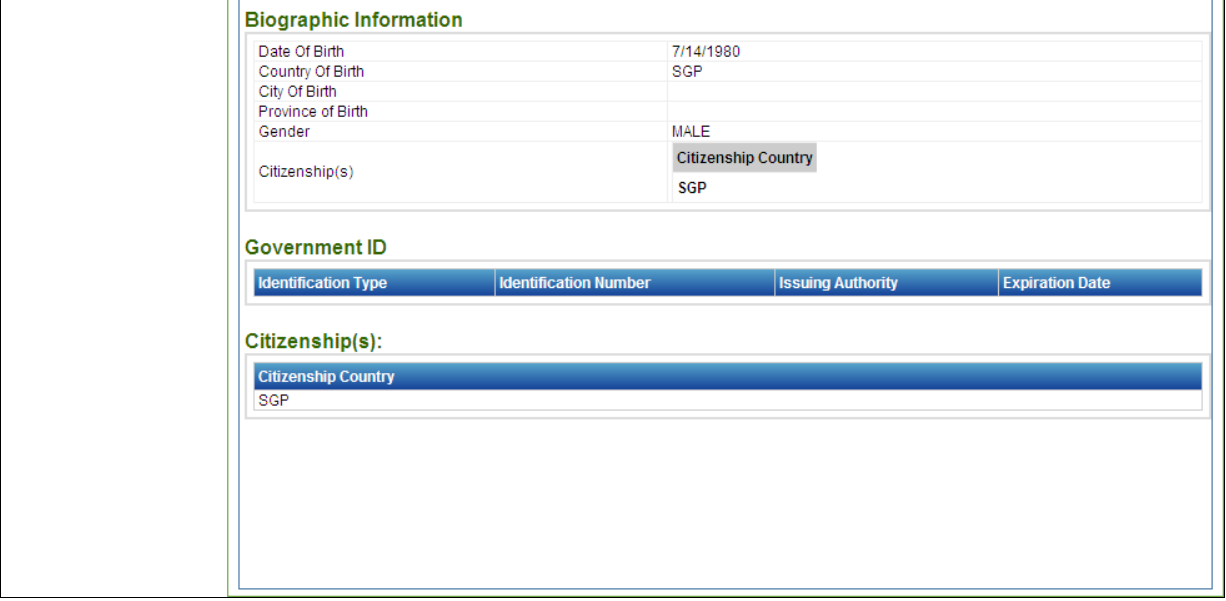 Biographic Information
Date Of Birth 7/14/1980
Country Of Birth SGP
City Of Birth
Province of Birth
Gender MALE
Citizenship(s) Citizenship Country
SGP
Government ID
Identification Type Identification Number Issuing Authority Expiration Date
Citizenship(s):
Citizenship Country
SGP